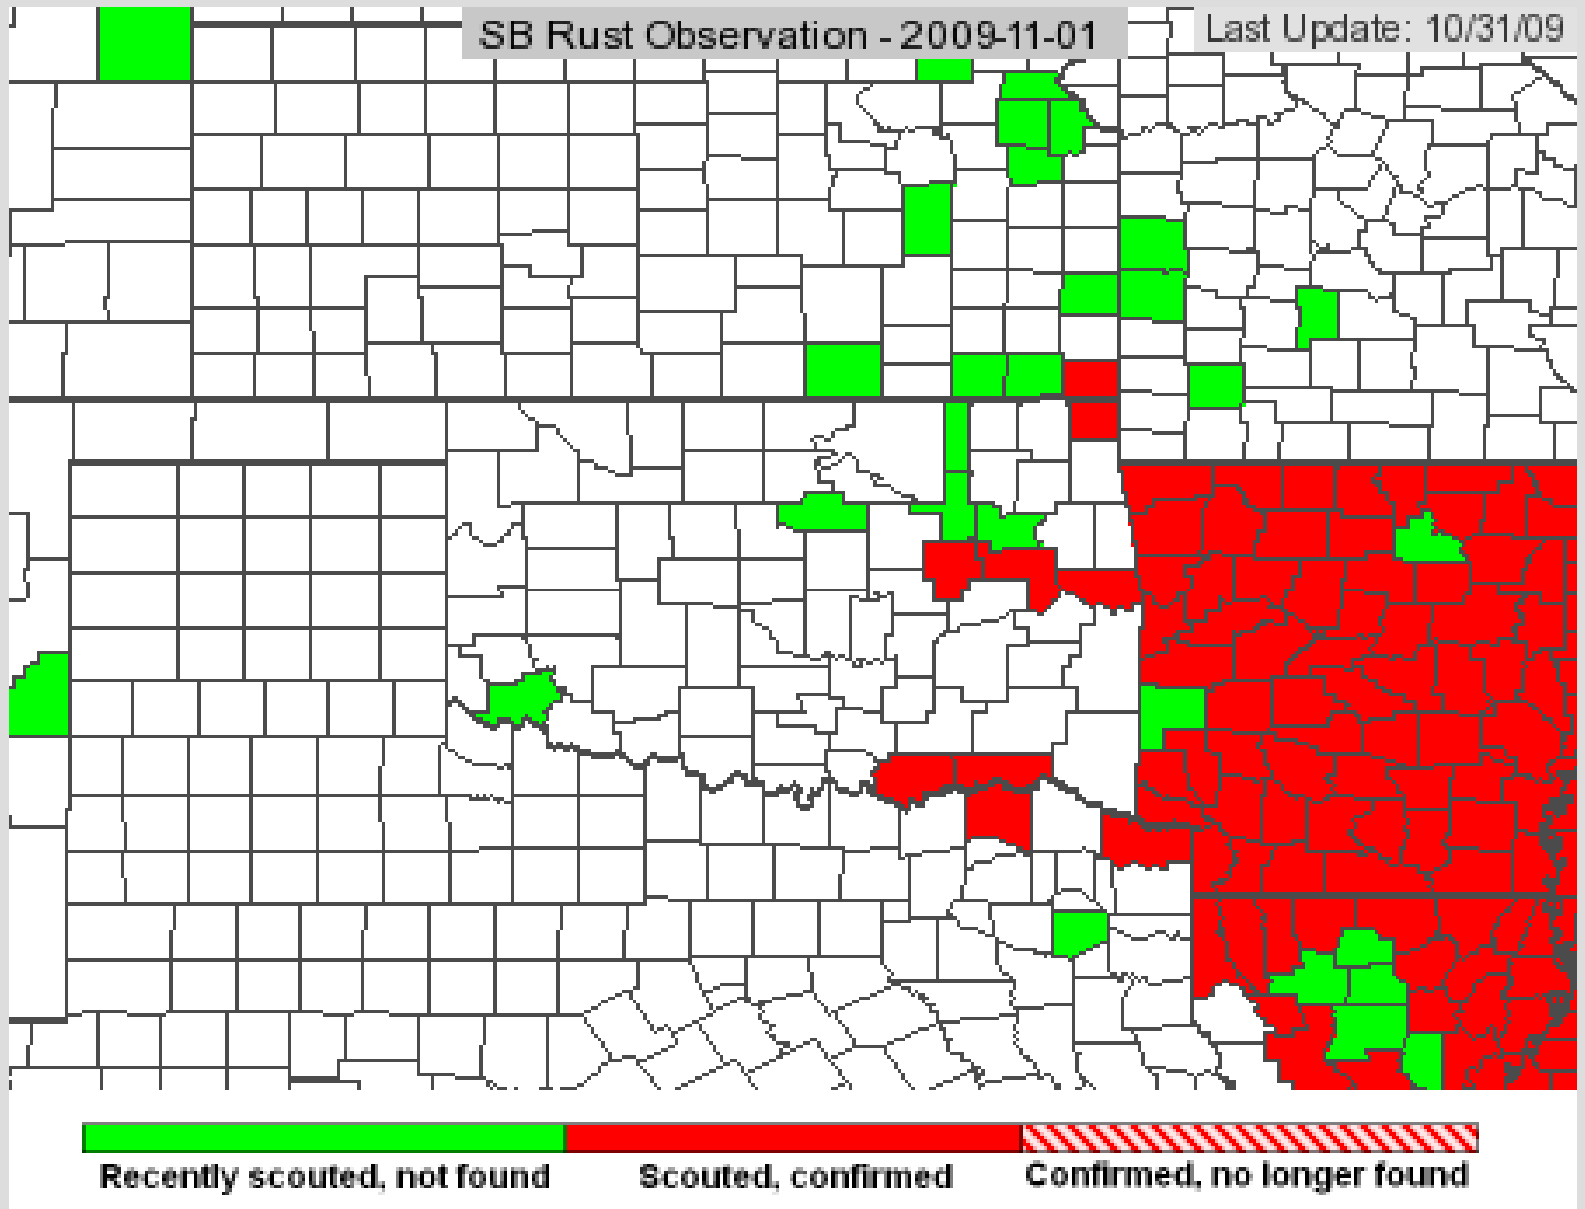 SB Rust Observation - 2009-11-01
Last Update: 10/31/09
Recently scouted, not found
Scouted, confirmed
Confirmed, no longer found